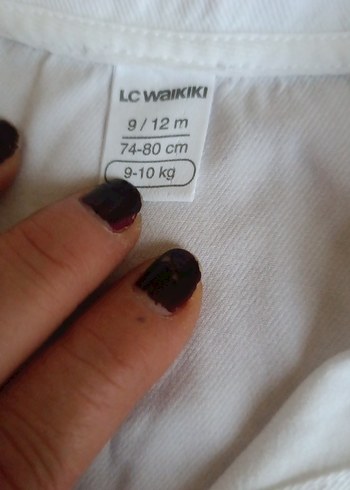 LC WAIKIKI
9 / 12 m
74-80 cm
9-10 kg